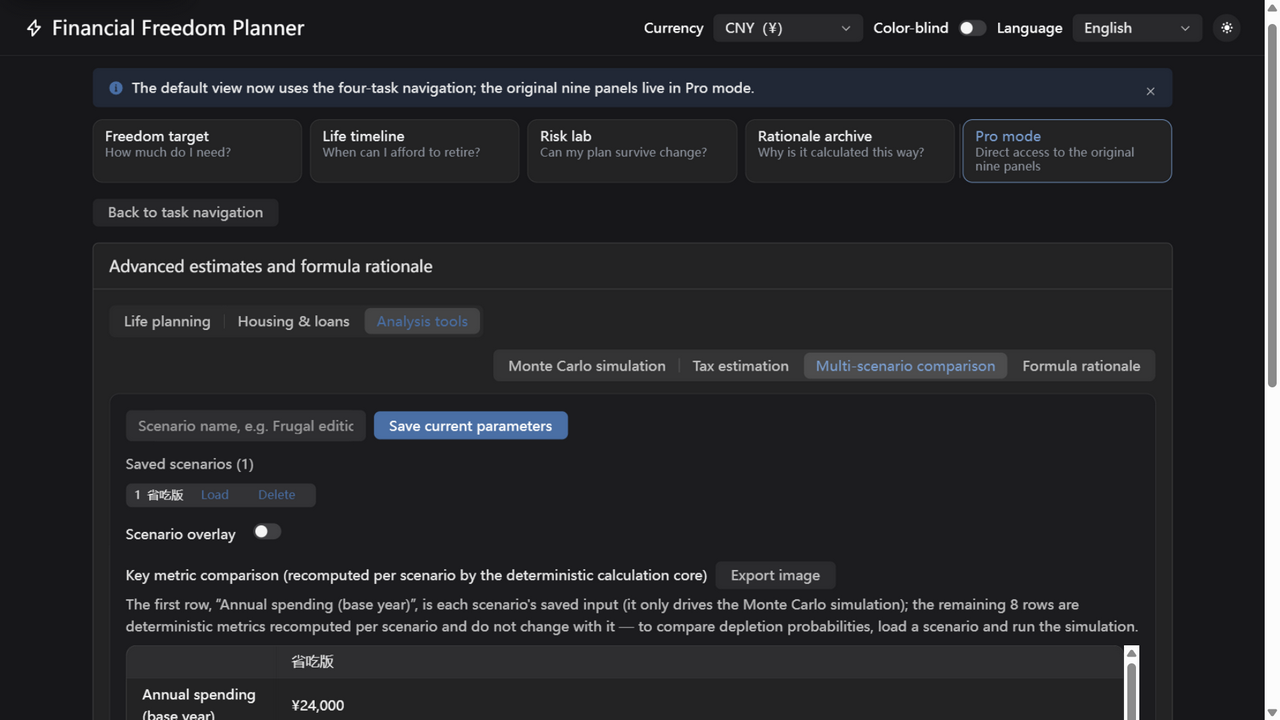 Financial Freedom Planner
Currency
CNY (¥)
Color-blind
Language
English
The default view now uses the four-task navigation; the original nine panels live in Pro mode.
Freedom target
How much do I need?
Life timeline
When can I afford to retire?
Risk lab
Can my plan survive change?
Rationale archive
Why is it calculated this way?
Pro mode
Direct access to the original
nine panels
Back to task navigation
Advanced estimates and formula rationale
Life planning
Housing & loans
Analysis tools
Monte Carlo simulation
Tax estimation
Multi-scenario comparison
Formula rationale
Scenario name, e.g. Frugal editic
Save current parameters
Saved scenarios (1)
1 省吃版 Load Delete
Scenario overlay
Key metric comparison (recomputed per scenario by the deterministic calculation core)
Export image
The first row, “Annual spending (base year)”, is each scenario's saved input (it only drives the Monte Carlo simulation); the remaining 8 rows are
deterministic metrics recomputed per scenario and do not change with it — to compare depletion probabilities, load a scenario and run the simulation.
省吃版
Annual spending
(base year)
¥24,000